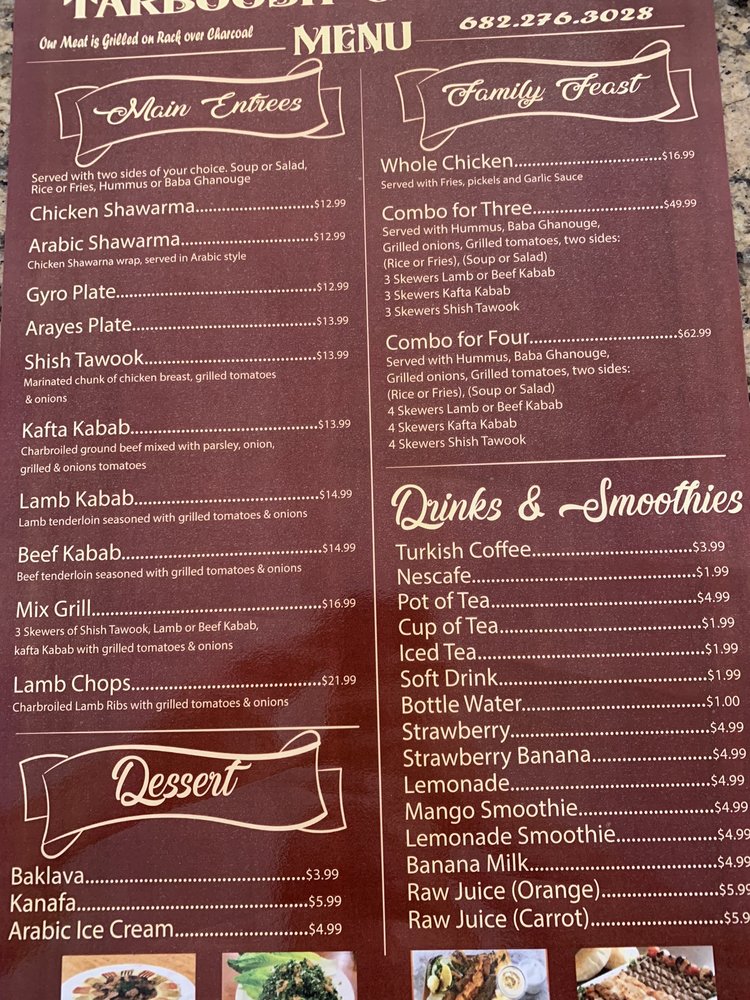 TARBOOSH
682.276.3028
Our Meat is Grilled on Rack over Charcoal
MENU
Main Entrees
Served with two sides of your choice. Soup or Salad,
Rice or Fries, Hummus or Baba Ghanouge
Chicken Shawarma....................$12.99
Arabic Shawarma....................$12.99
Chicken Shawarna wrap, served in Arabic style
Gyro Plate....................$12.99
Arayes Plate....................$13.99
Shish Tawook....................$13.99
Marinated chunk of chicken breast, grilled tomatoes
& onions
Kafta Kabab....................$13.99
Charbroiled ground beef mixed with parsley, onion,
grilled & onions tomatoes
Lamb Kabab....................$14.99
Lamb tenderloin seasoned with grilled tomatoes & onions
Beef Kabab....................$14.99
Beef tenderloin seasoned with grilled tomatoes & onions
Mix Grill....................$16.99
3 Skewers of Shish Tawook, Lamb or Beef Kabab,
kafta Kabab with grilled tomatoes & onions
Lamb Chops....................$21.99
Charbroiled Lamb Ribs with grilled tomatoes & onions
Dessert
Baklava....................$3.99
Kanafa....................$5.99
Arabic Ice Cream....................$4.99
Family Feast
Whole Chicken....................$16.99
Served with Fries, pickels and Garlic Sauce
Combo for Three....................$49.99
Served with Hummus, Baba Ghanouge,
Grilled onions, Grilled tomatoes, two sides:
(Rice or Fries), (Soup or Salad)
3 Skewers Lamb or Beef Kabab
3 Skewers Kafta Kabab
3 Skewers Shish Tawook
Combo for Four....................$62.99
Served with Hummus, Baba Ghanouge,
Grilled onions, Grilled tomatoes, two sides:
(Rice or Fries), (Soup or Salad)
4 Skewers Lamb or Beef Kabab
4 Skewers Kafta Kabab
4 Skewers Shish Tawook
Drinks & Smoothies
Turkish Coffee....................$3.99
Nescafe....................$1.99
Pot of Tea....................$4.99
Cup of Tea....................$1.99
Iced Tea....................$1.99
Soft Drink....................$1.99
Bottle Water....................$1.00
Strawberry....................$4.99
Strawberry Banana....................$4.99
Lemonade....................$4.99
Mango Smoothie....................$4.99
Lemonade Smoothie....................$4.99
Banana Milk....................$4.99
Raw Juice (Orange)....................$5.99
Raw Juice (Carrot)....................$5.9